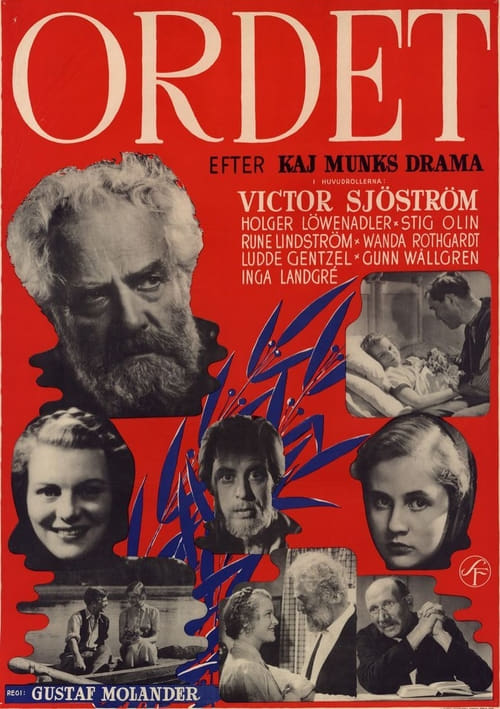 ORDET
EFTER KAJ MUNKS DRAMA
I HUVUDROLLERNA:
VICTOR SJÖSTRÖM
HOLGER LÖWENADLER × STIG OLIN
RUNE LINDSTRÖM × WANDA ROTHGARDT
LUDDE GENTZEL × GUNN WÅLLGREN
INGA LANDGRÉ
SF
REGI: GUSTAF MOLANDER